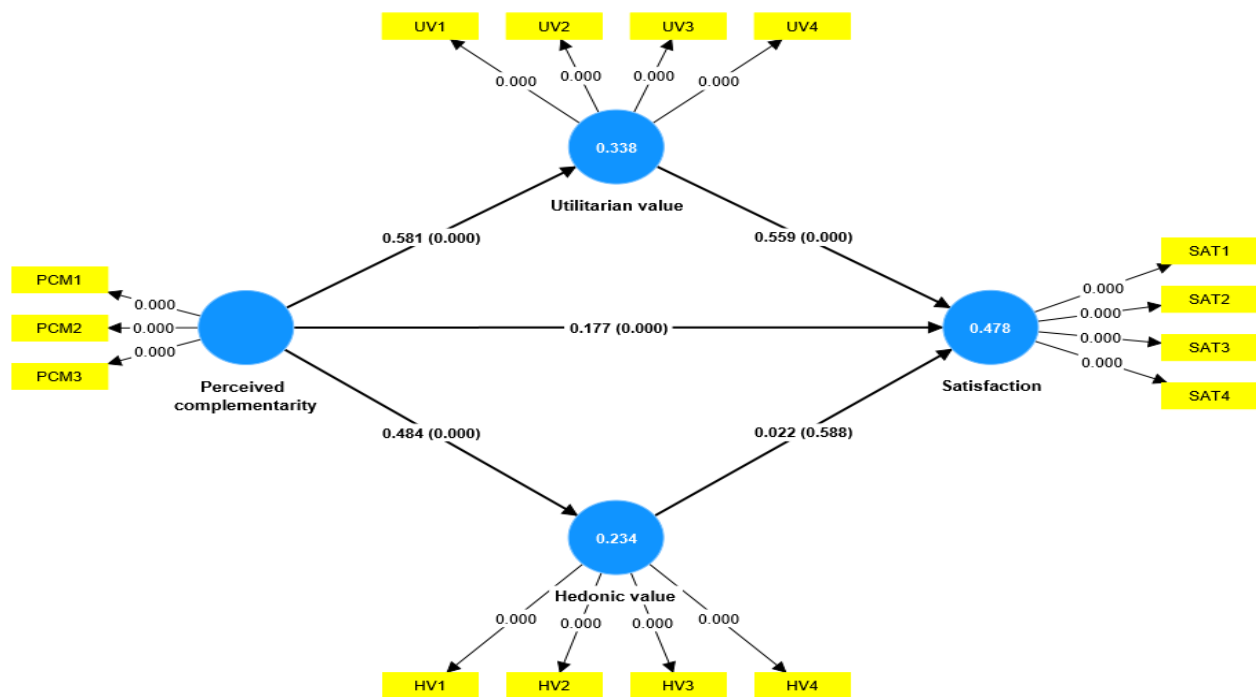 UV1
UV2
UV3
UV4
0.000
0.000
0.000
0.000
0.338
Utilitarian value
0.581 (0.000)
0.559 (0.000)
PCM1
PCM2
PCM3
0.000
0.000
0.000
Perceived
complementarity
0.177 (0.000)
0.478
Satisfaction
SAT1
SAT2
SAT3
SAT4
0.000
0.000
0.000
0.000
0.484 (0.000)
0.022 (0.588)
0.234
Hedonic value
0.000
0.000
0.000
0.000
HV1
HV2
HV3
HV4